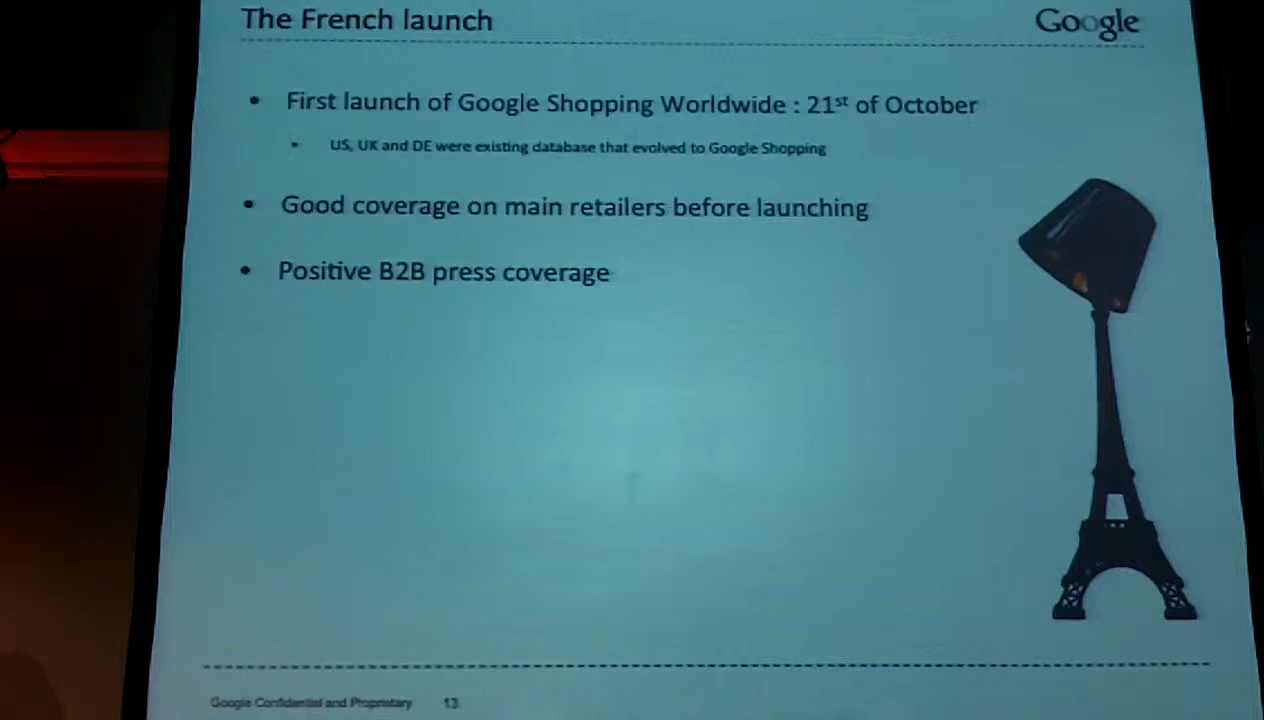 The French launch
Google
• First launch of Google Shopping Worldwide : 21st of October
• US, UK and DE were existing database that evolved to Google Shopping
• Good coverage on main retailers before launching
• Positive B2B press coverage
Google Confidential and Proprietary 13